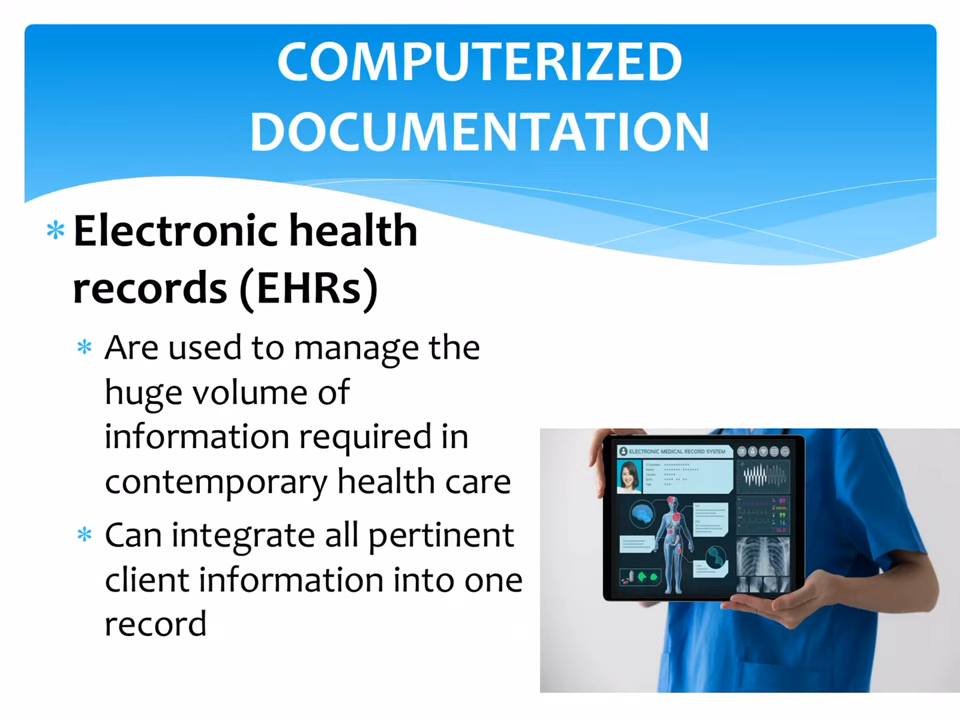 COMPUTERIZED
DOCUMENTATION
* Electronic health
records (EHRs)
* Are used to manage the
huge volume of
information required in
contemporary health care
* Can integrate all pertinent
client information into one
record
ELECTRONIC MEDICAL RECORD SYSTEM